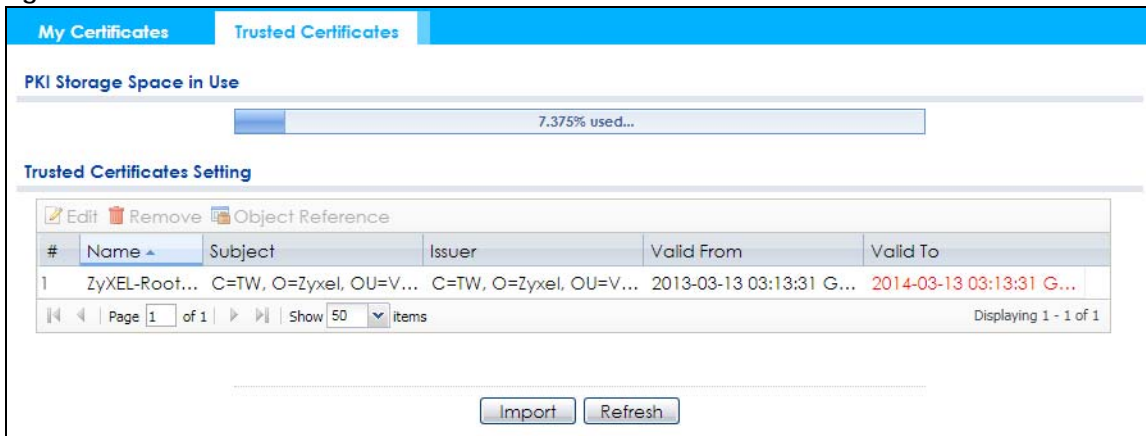 My Certificates Trusted Certificates
PKI Storage Space in Use
7.375% used...
Trusted Certificates Setting
Edit Remove Object Reference
# Name Subject Issuer Valid From Valid To
1 ZyXEL-Root... C=TW, O=Zyxel, OU=V... C=TW, O=Zyxel, OU=V... 2013-03-13 03:13:31 G... 2014-03-13 03:13:31 G...
Page 1 of 1 Show 50 items Displaying 1 - 1 of 1
Import Refresh